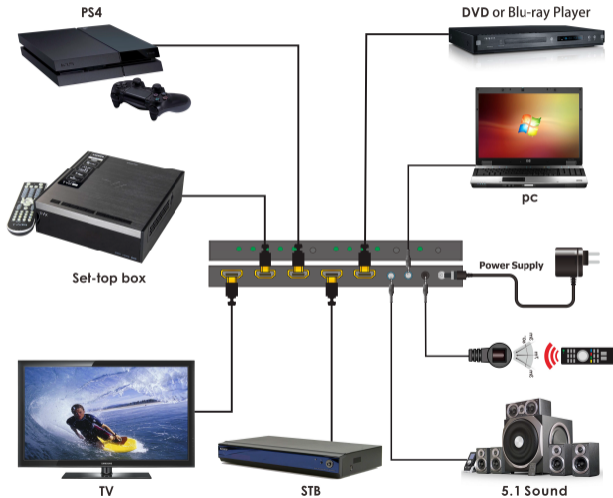 PS4
DVD or Blu-ray Player
pc
Set-top box
Power Supply
TV
STB
5.1 Sound